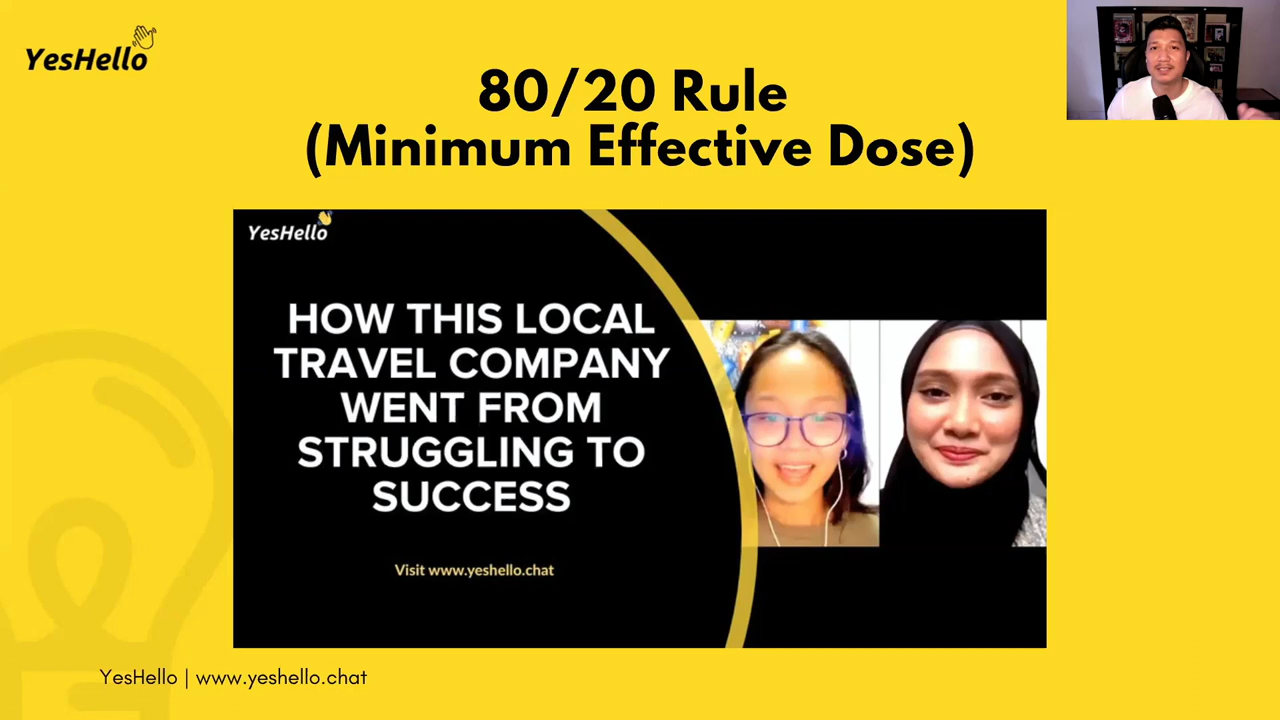 YesHello
80/20 Rule
(Minimum Effective Dose)
YesHello
HOW THIS LOCAL
TRAVEL COMPANY
WENT FROM
STRUGGLING TO
SUCCESS
Visit www.yeshello.chat
YesHello | www.yeshello.chat